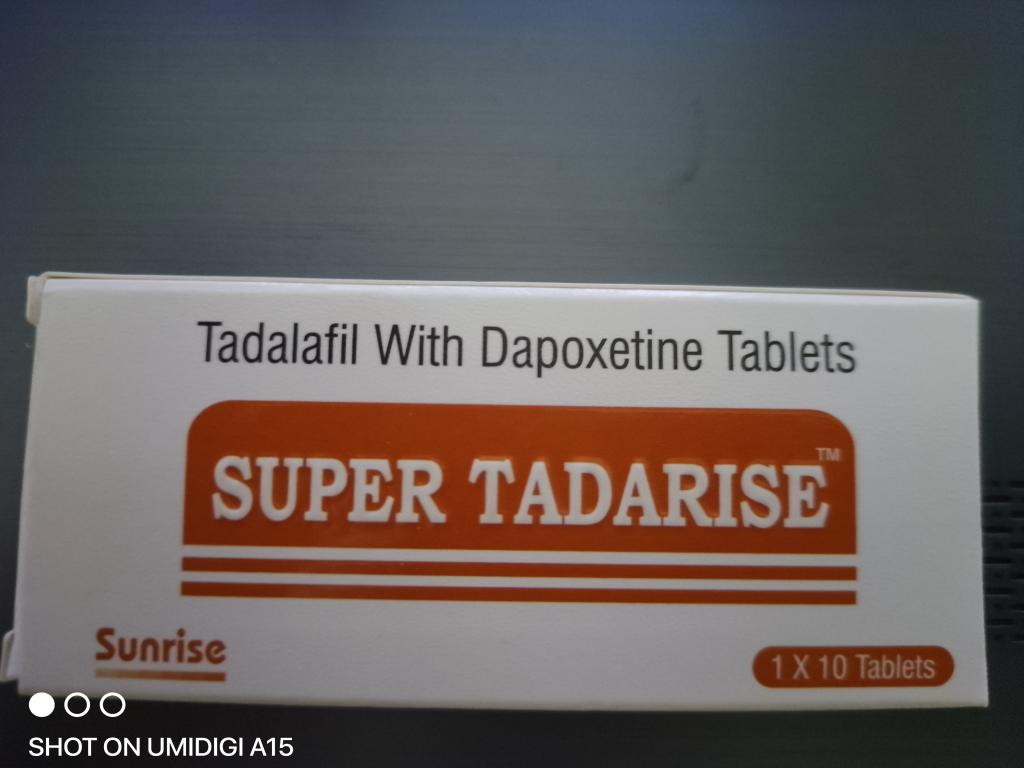 Tadalafil With Dapoxetine Tablets
SUPER TADARISE™
Sunrise
1 X 10 Tablets
SHOT ON UMIDIGI A15